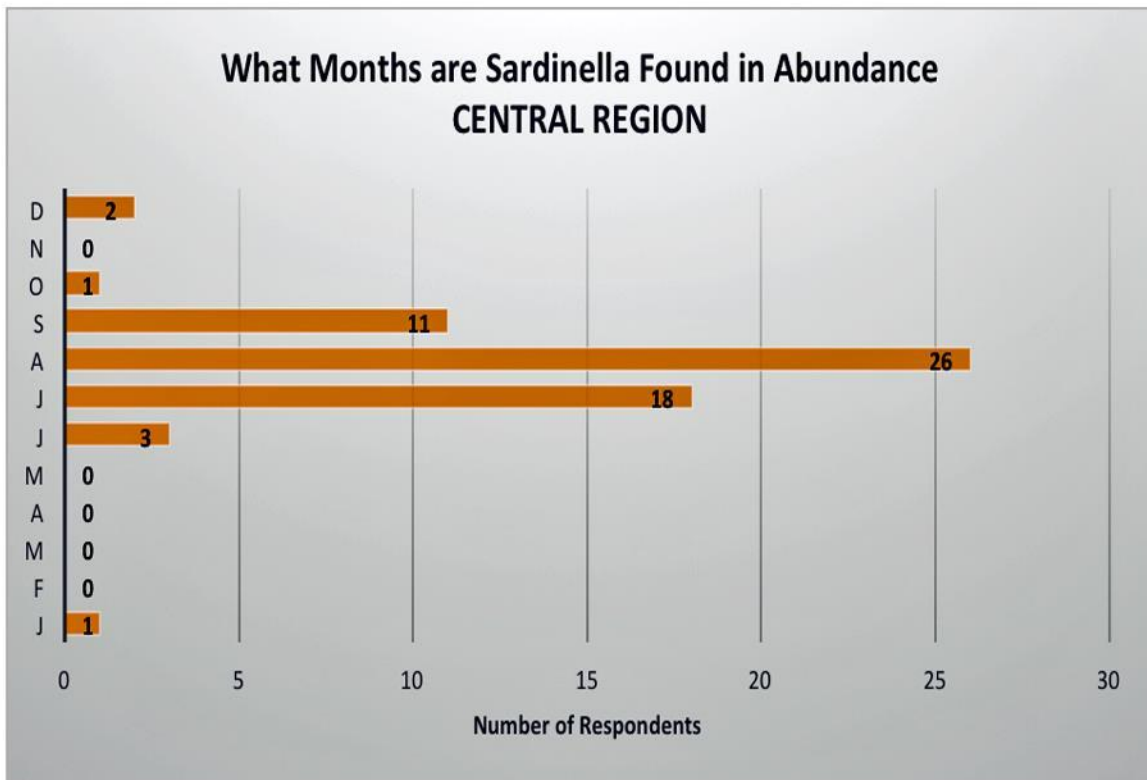 What Months are Sardinella Found in Abundance
CENTRAL REGION
D 2
N 0
O 1
S 11
A 26
J 18
J 3
M 0
A 0
M 0
F 0
J 1
0 5 10 15 20 25 30
Number of Respondents